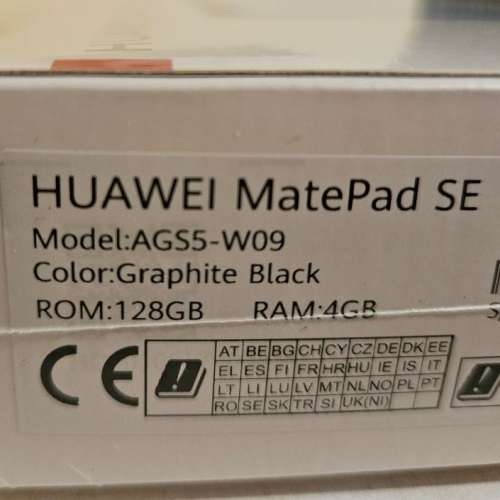 HUAWEI MatePad SE
Model:AGS5-W09
Color:Graphite Black
ROM:128GB RAM:4GB
CE
AT BE BG CH CY CZ DE DK EE
EL ES FI FR HR HU IE IS IT
LT LI LU LV MT NL NO PL PT
RO SE SK TR SI UK(NI)